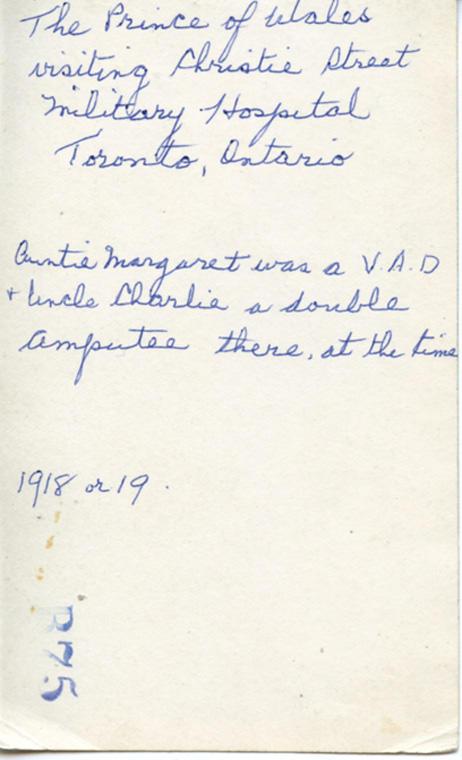 The Prince of Wales
visiting Christie Street
Military Hospital
Toronto, Ontario
Auntie Margaret was a V.A.D
+ Uncle Charlie a double
amputee there, at the time
1918 or 19.
B75